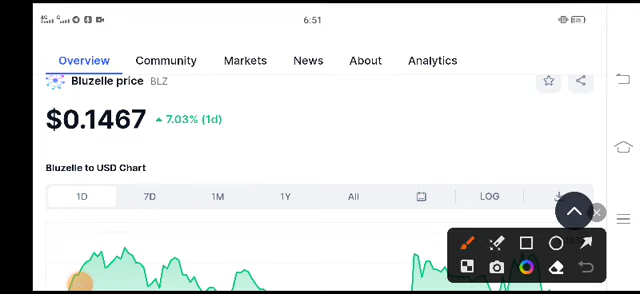 6:51
Overview Community Markets News About Analytics
Bluzelle price BLZ
$0.1467 7.03% (1d)
Bluzelle to USD Chart
1D 7D 1M 1Y All LOG